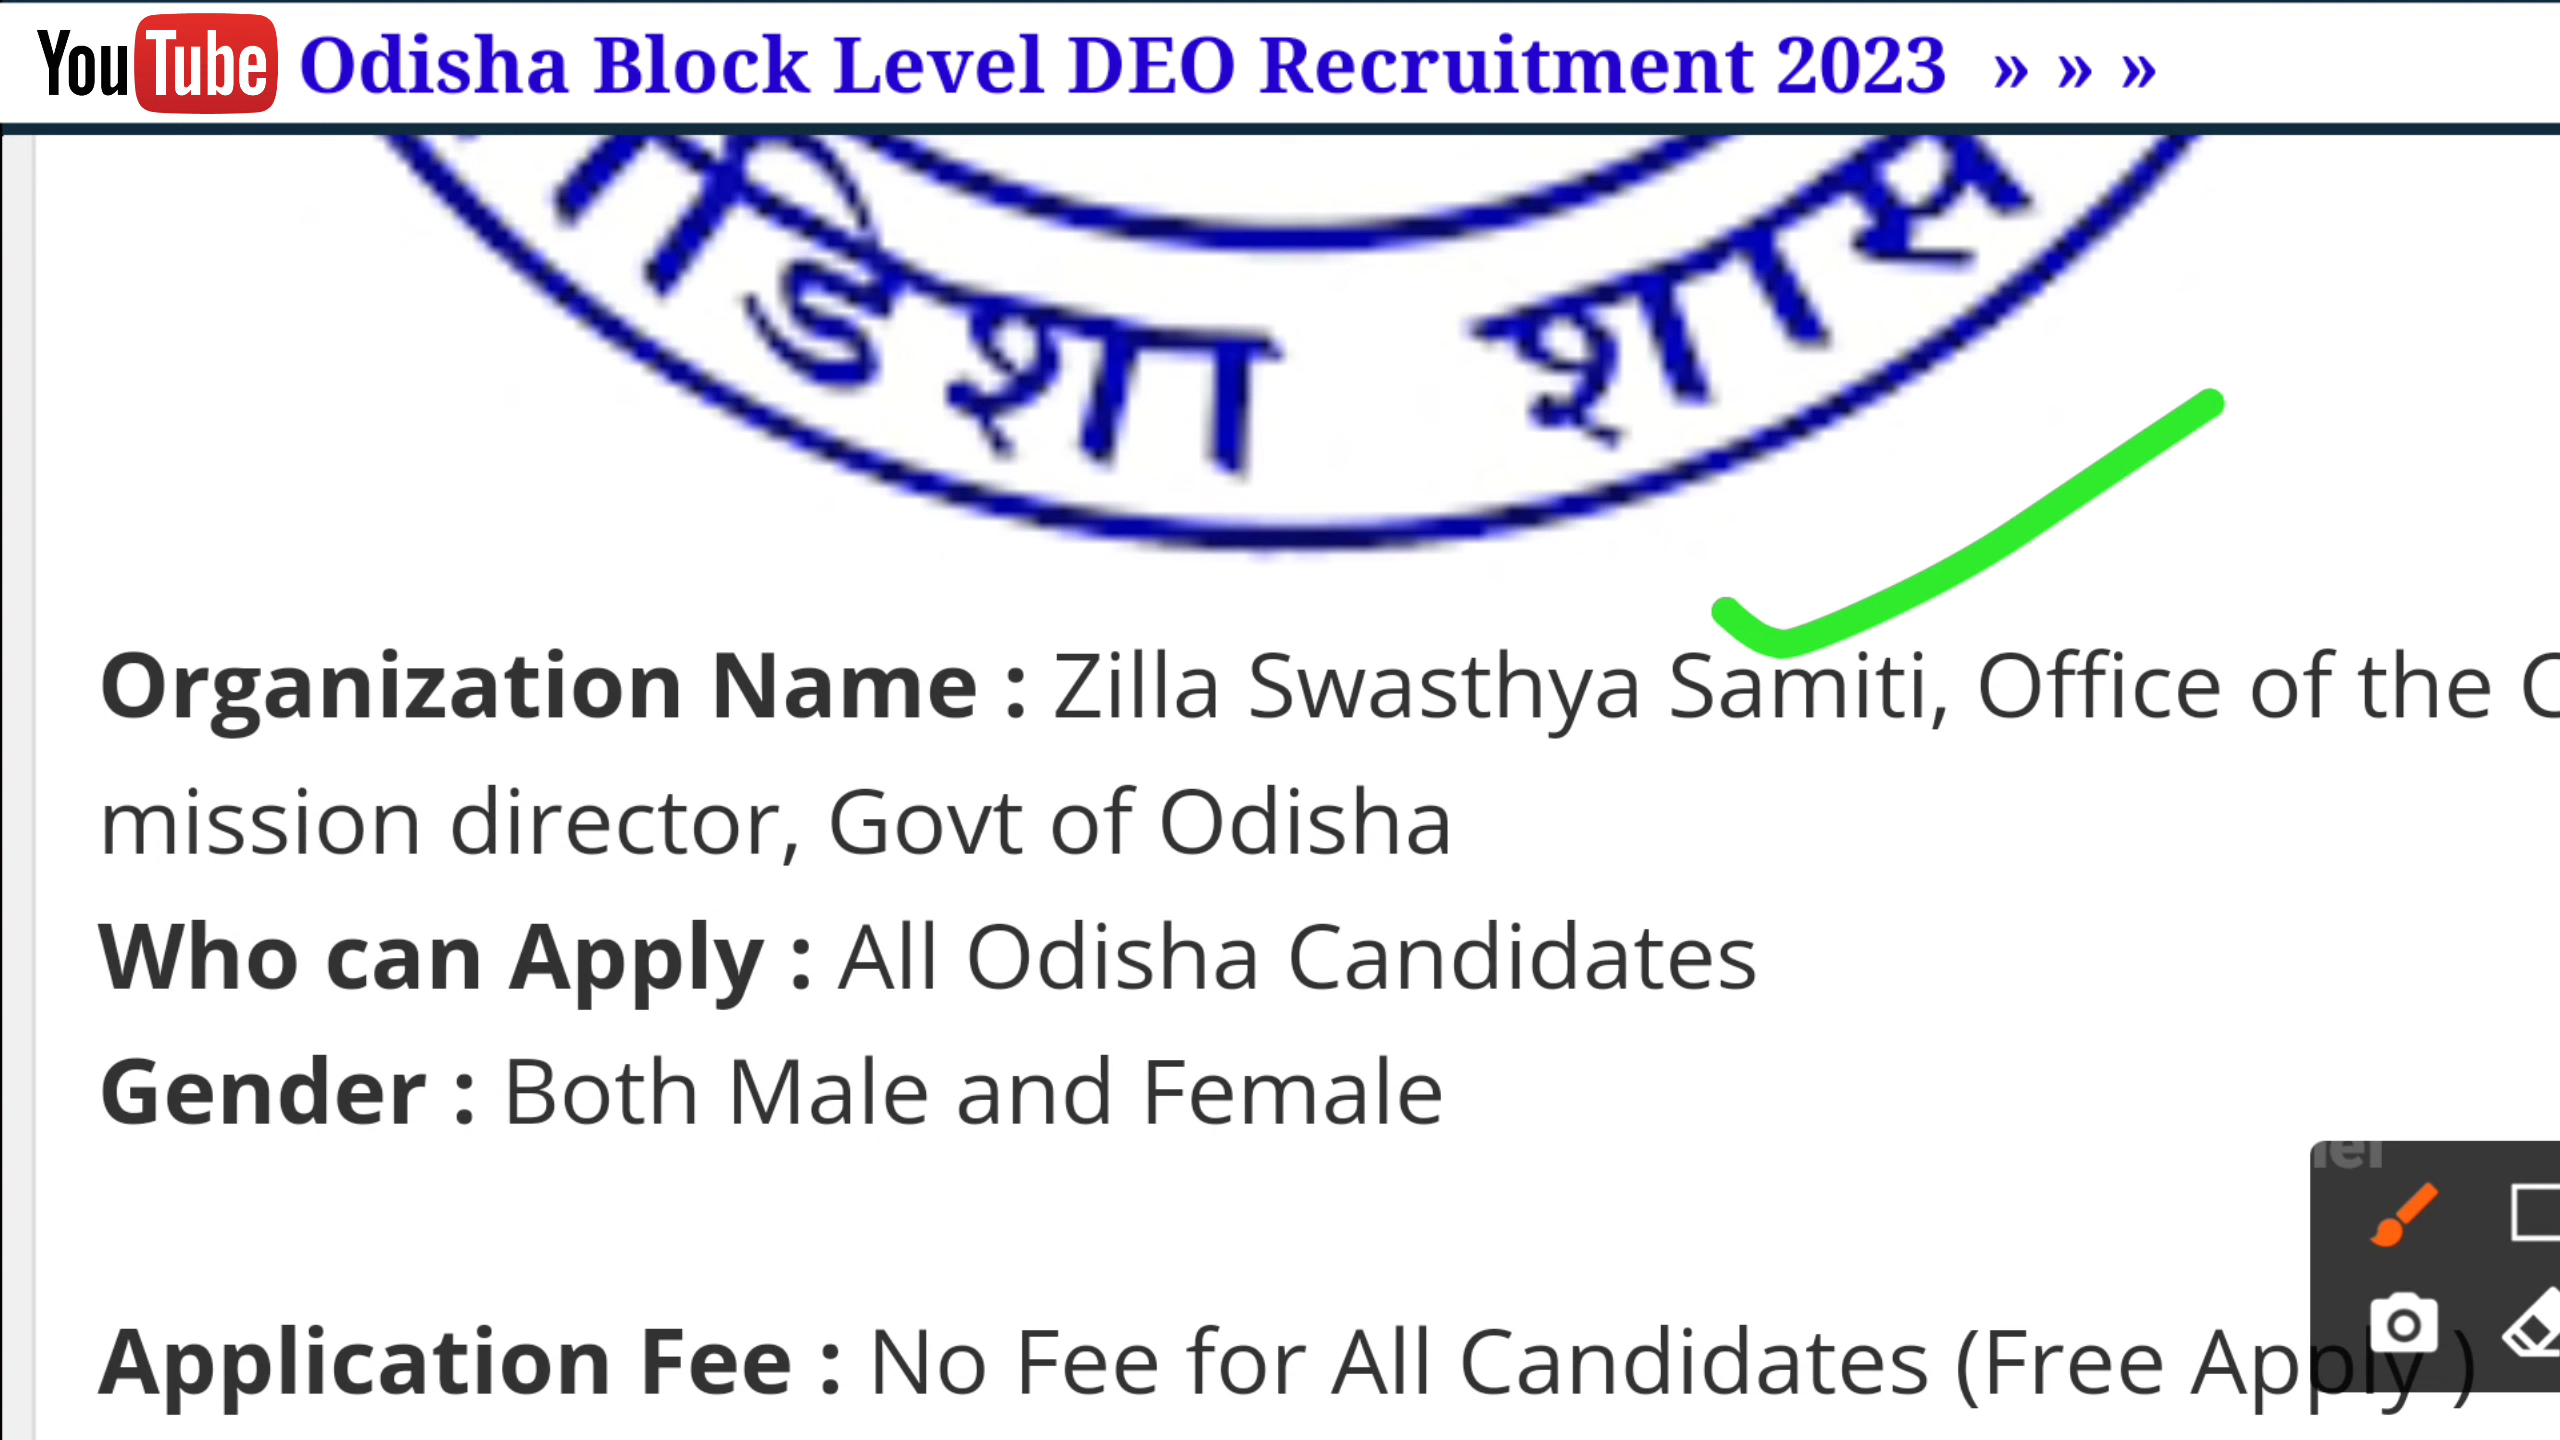 YouTube Odisha Block Level DEO Recruitment 2023 » » »
शा शास
Organization Name : Zilla Swasthya Samiti, Office of the C
mission director, Govt of Odisha
Who can Apply : All Odisha Candidates
Gender : Both Male and Female
Application Fee : No Fee for All Candidates (Free Apply )